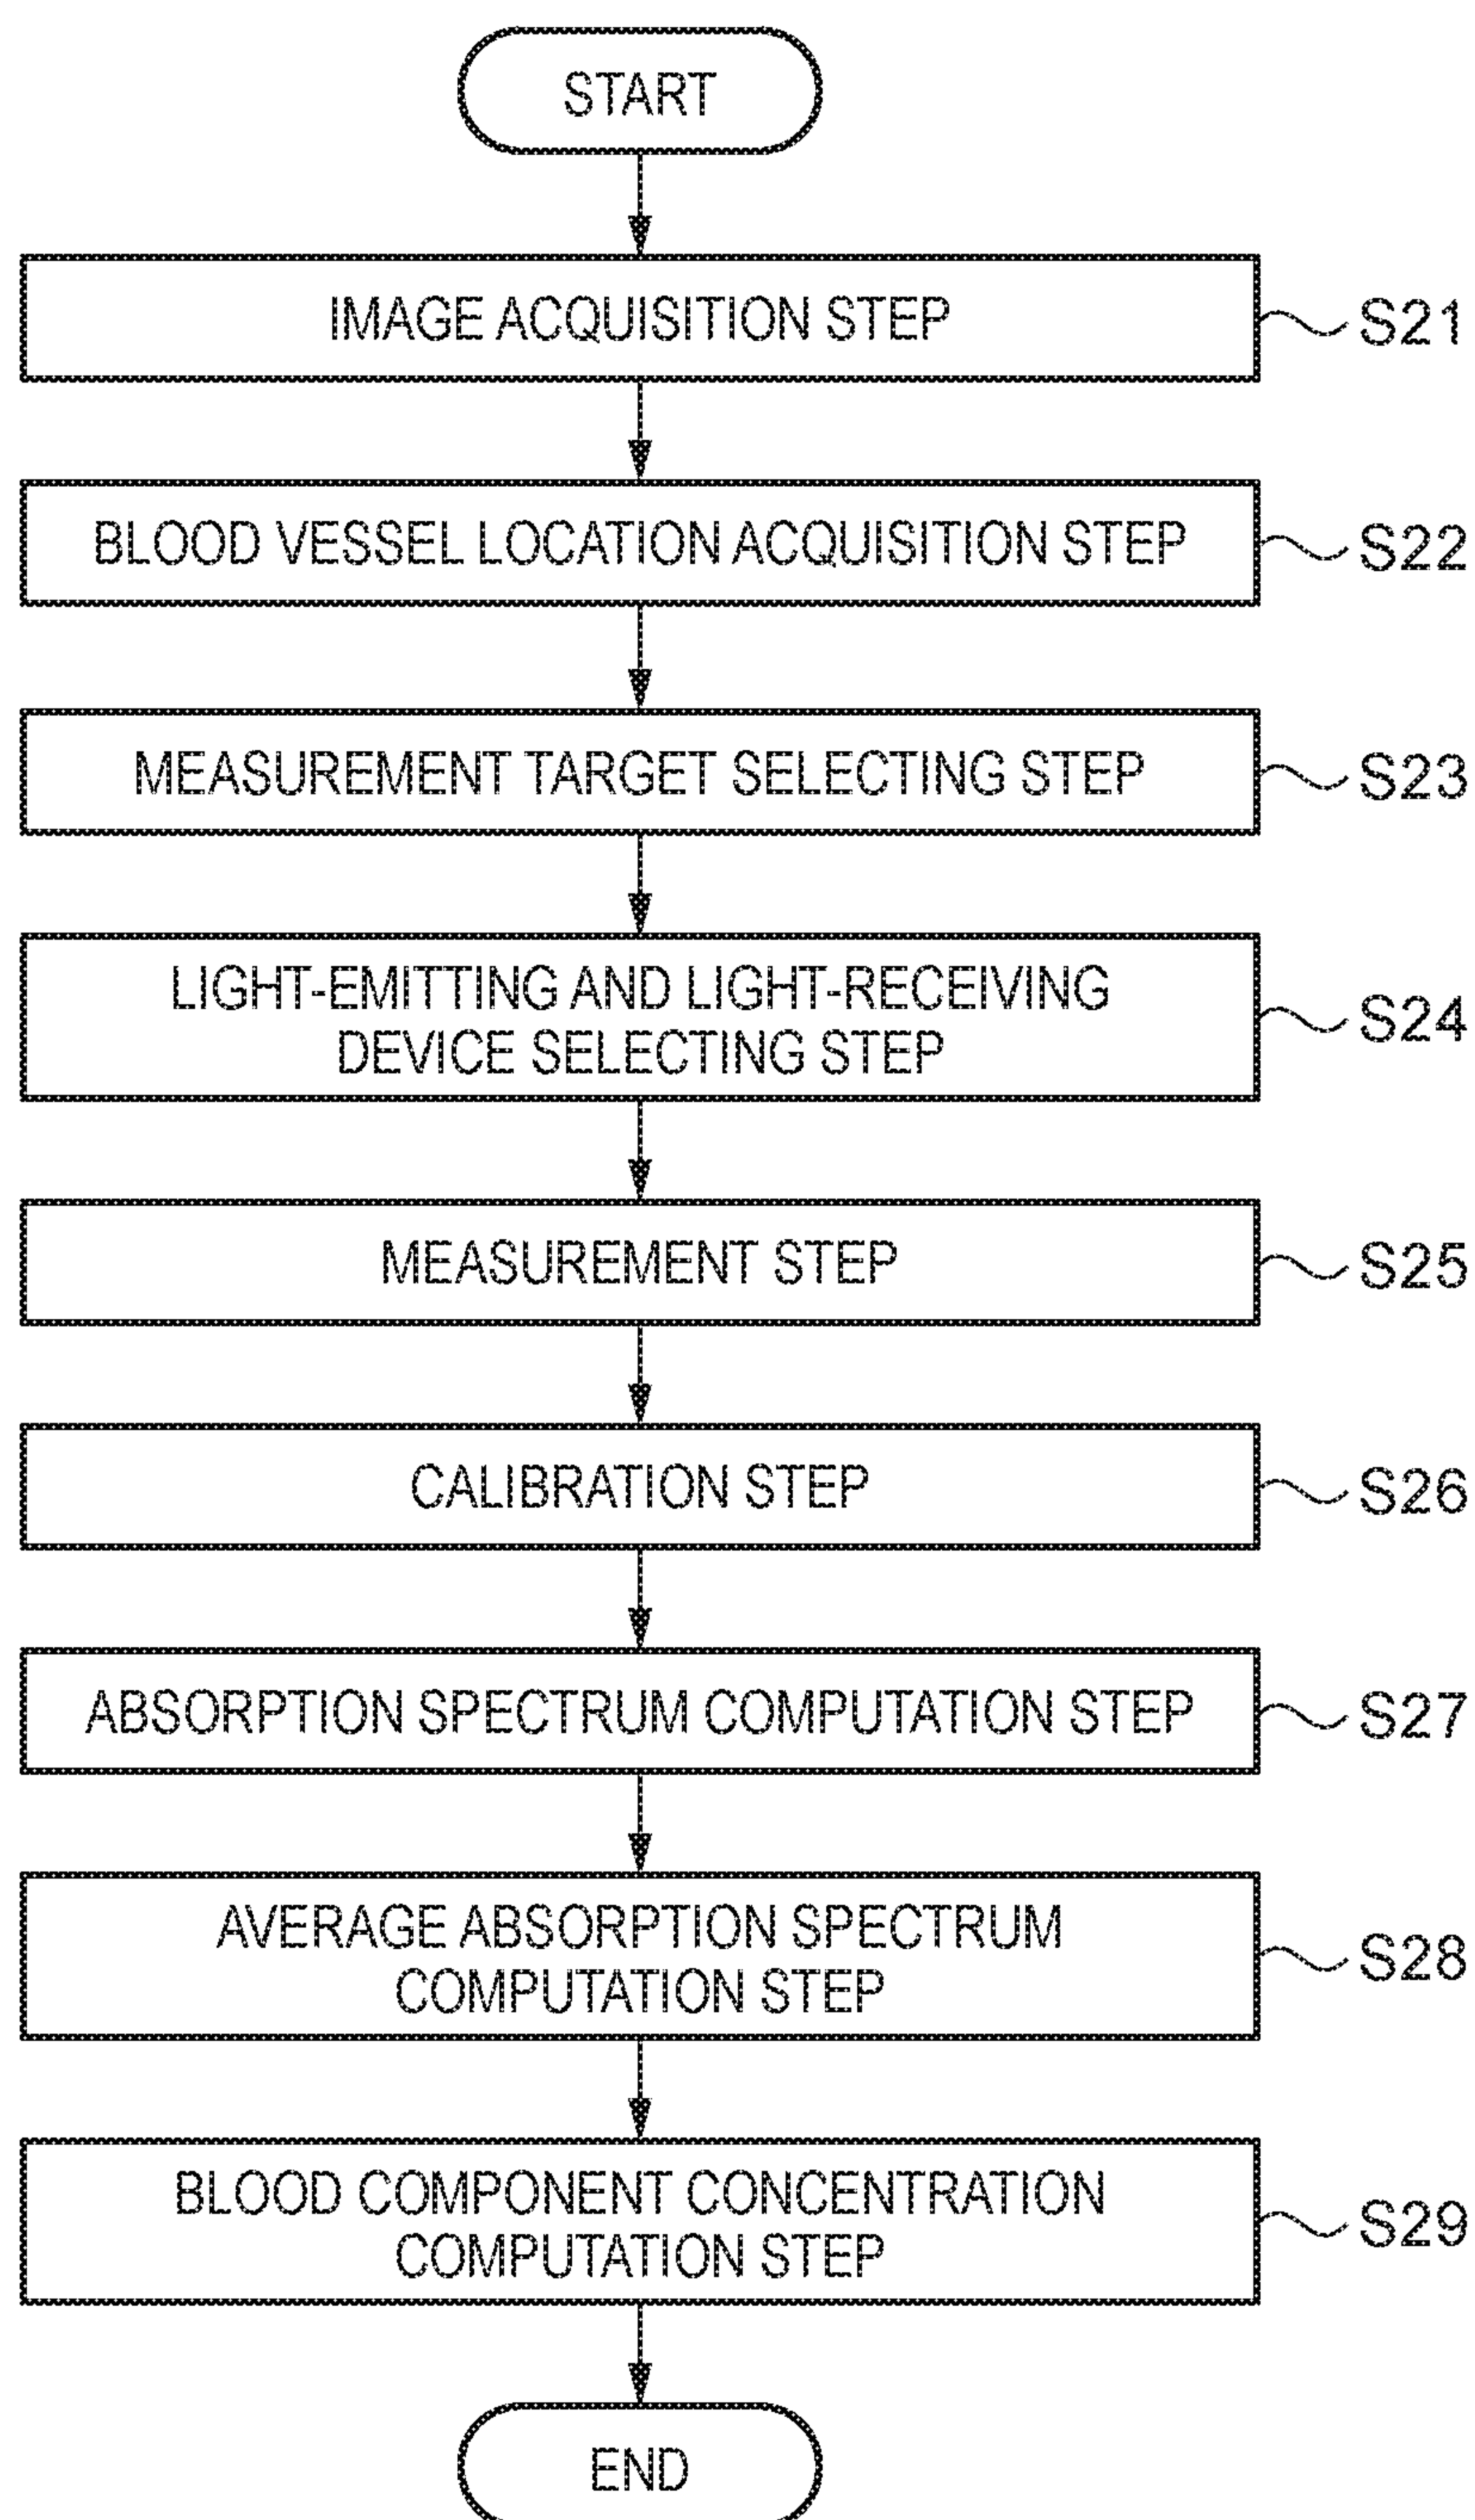 START
IMAGE ACQUISITION STEP
S21
BLOOD VESSEL LOCATION ACQUISITION STEP
S22
MEASUREMENT TARGET SELECTING STEP
S23
LIGHT-EMITTING AND LIGHT-RECEIVING
DEVICE SELECTING STEP
S24
MEASUREMENT STEP
S25
CALIBRATION STEP
S26
ABSORPTION SPECTRUM COMPUTATION STEP
S27
AVERAGE ABSORPTION SPECTRUM
COMPUTATION STEP
S28
BLOOD COMPONENT CONCENTRATION
COMPUTATION STEP
S29
END